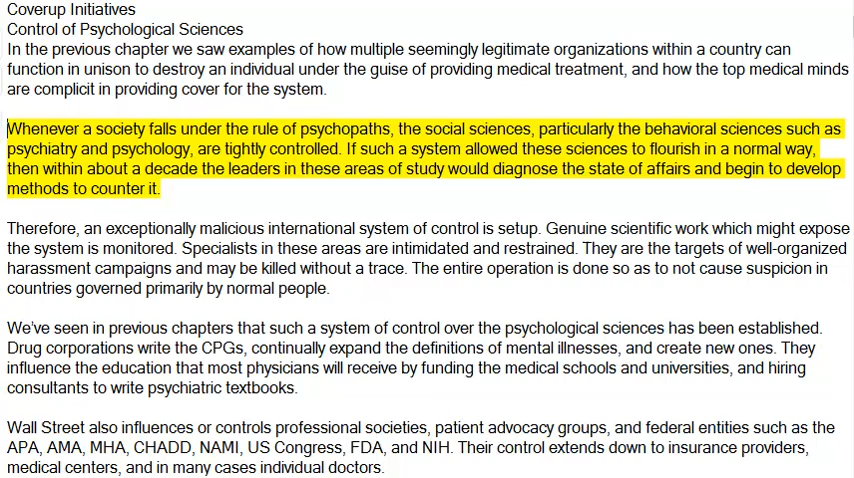 Coverup Initiatives
Control of Psychological Sciences
In the previous chapter we saw examples of how multiple seemingly legitimate organizations within a country can
function in unison to destroy an individual under the guise of providing medical treatment, and how the top medical minds
are complicit in providing cover for the system.
Whenever a society falls under the rule of psychopaths, the social sciences, particularly the behavioral sciences such as
psychiatry and psychology, are tightly controlled. If such a system allowed these sciences to flourish in a normal way,
then within about a decade the leaders in these areas of study would diagnose the state of affairs and begin to develop
methods to counter it.
Therefore, an exceptionally malicious international system of control is setup. Genuine scientific work which might expose
the system is monitored. Specialists in these areas are intimidated and restrained. They are the targets of well-organized
harassment campaigns and may be killed without a trace. The entire operation is done so as to not cause suspicion in
countries governed primarily by normal people.
We've seen in previous chapters that such a system of control over the psychological sciences has been established.
Drug corporations write the CPGs, continually expand the definitions of mental illnesses, and create new ones. They
influence the education that most physicians will receive by funding the medical schools and universities, and hiring
consultants to write psychiatric textbooks.
Wall Street also influences or controls professional societies, patient advocacy groups, and federal entities such as the
APA, AMA, MHA, CHADD, NAMI, US Congress, FDA, and NIH. Their control extends down to insurance providers,
medical centers, and in many cases individual doctors.